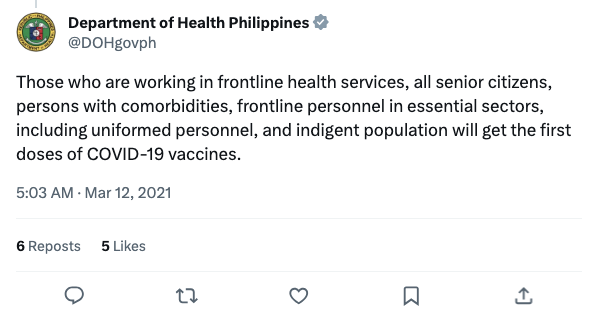 Department of Health Philippines
@DOHgovph
Those who are working in frontline health services, all senior citizens,
persons with comorbidities, frontline personnel in essential sectors,
including uniformed personnel, and indigent population will get the first
doses of COVID-19 vaccines.
5:03 AM · Mar 12, 2021
6 Reposts 5 Likes